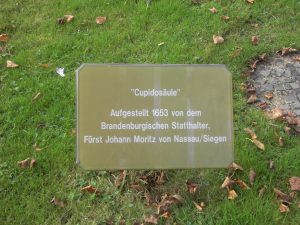 "Cupidosäule"
Aufgestellt 1653 von dem
Brandenburgischen Statthalter,
Fürst Johann Moritz von Nassau/Siegen